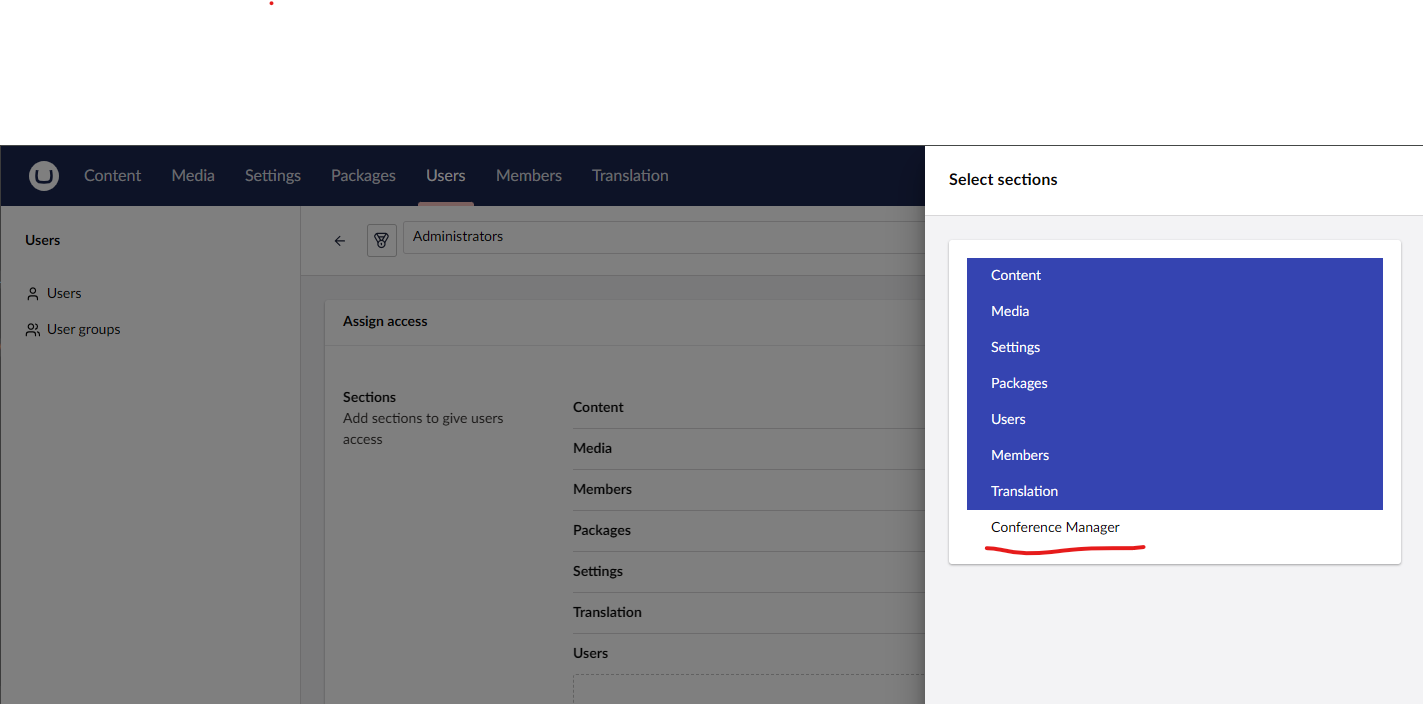 Content Media Settings Packages Users Members Translation
Users
Users
User groups
Administrators
Assign access
Sections
Add sections to give users
access
Content
Media
Members
Packages
Settings
Translation
Users
Select sections
Content
Media
Settings
Packages
Users
Members
Translation
Conference Manager